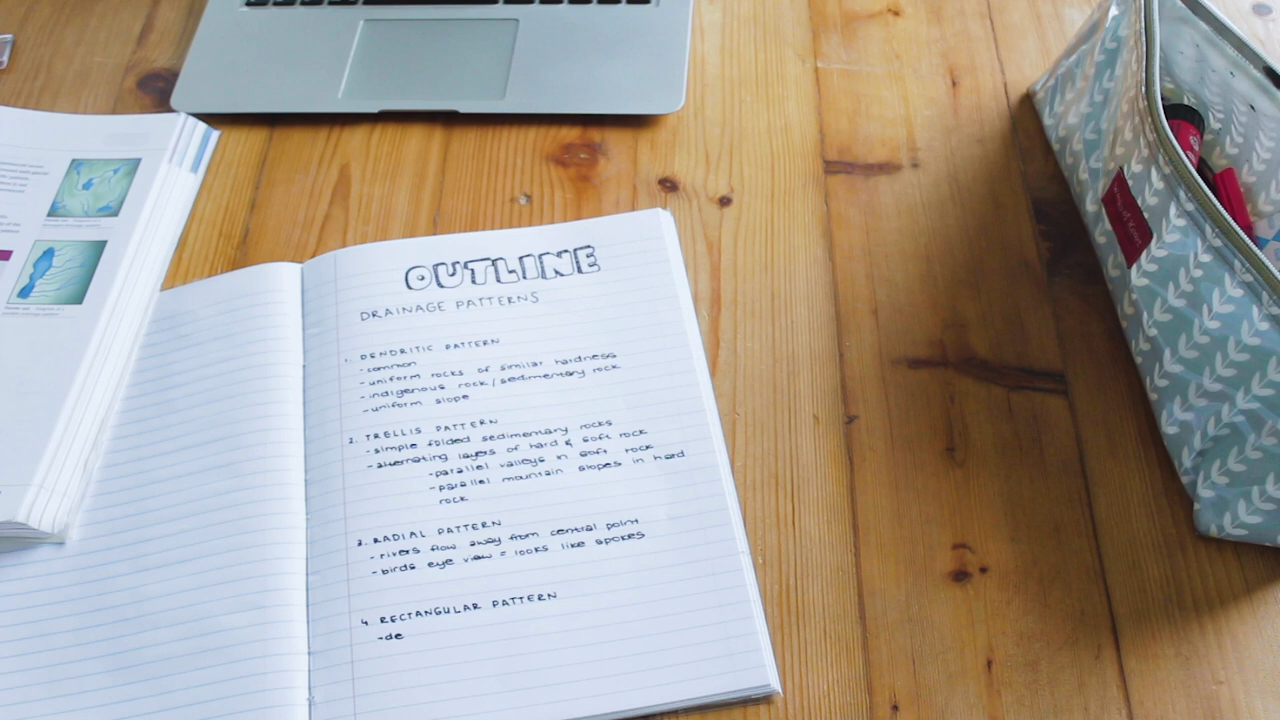 OUTLINE
DRAINAGE PATTERNS
1. DENDRITIC PATTERN
- common
- uniform rocks of similar hardness
- indigenous rock/sedimentary rock
- uniform slope
2. TRELLIS PATTERN
- simple folded sedimentary rocks
- alternating layers of hard & soft rock
- parallel valleys in soft rock
- parallel mountain slopes in hard
rock
3. RADIAL PATTERN
- rivers flow away from central point
- birds eye view = looks like spokes
4. RECTANGULAR PATTERN
- de